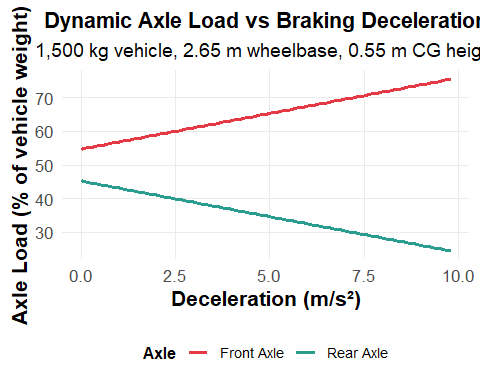 Dynamic Axle Load vs Braking Deceleration
1,500 kg vehicle, 2.65 m wheelbase, 0.55 m CG heig
Axle Load (% of vehicle weight)
70
60
50
40
30
0.0 2.5 5.0 7.5 10.0
Deceleration (m/s²)
Axle Front Axle Rear Axle